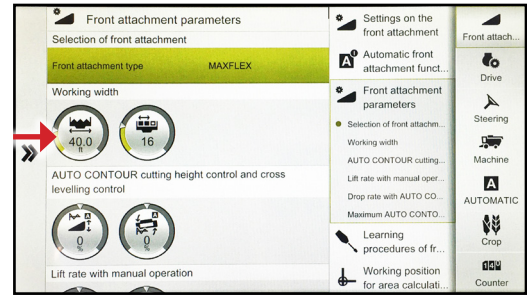 Front attachment parameters
Selection of front attachment
Front attachment type MAXFLEX
Working width
40.0
ft
16
AUTO CONTOUR cutting height control and cross
levelling control
A
0
%
A
0
%
Lift rate with manual operation
Settings on the
front attachment
A
Automatic front
attachment funct...
Front attachment
parameters
Selection of front attachm...
Working width
AUTO CONTOUR cutting...
Lift rate with manual oper...
Drop rate with AUTO CO...
Maximum AUTO CONTO...
Learning
procedures of fr...
Working position
for area calculati...
Front attach...
Drive
Steering
Machine
A
AUTOMATIC
Crop
Counter